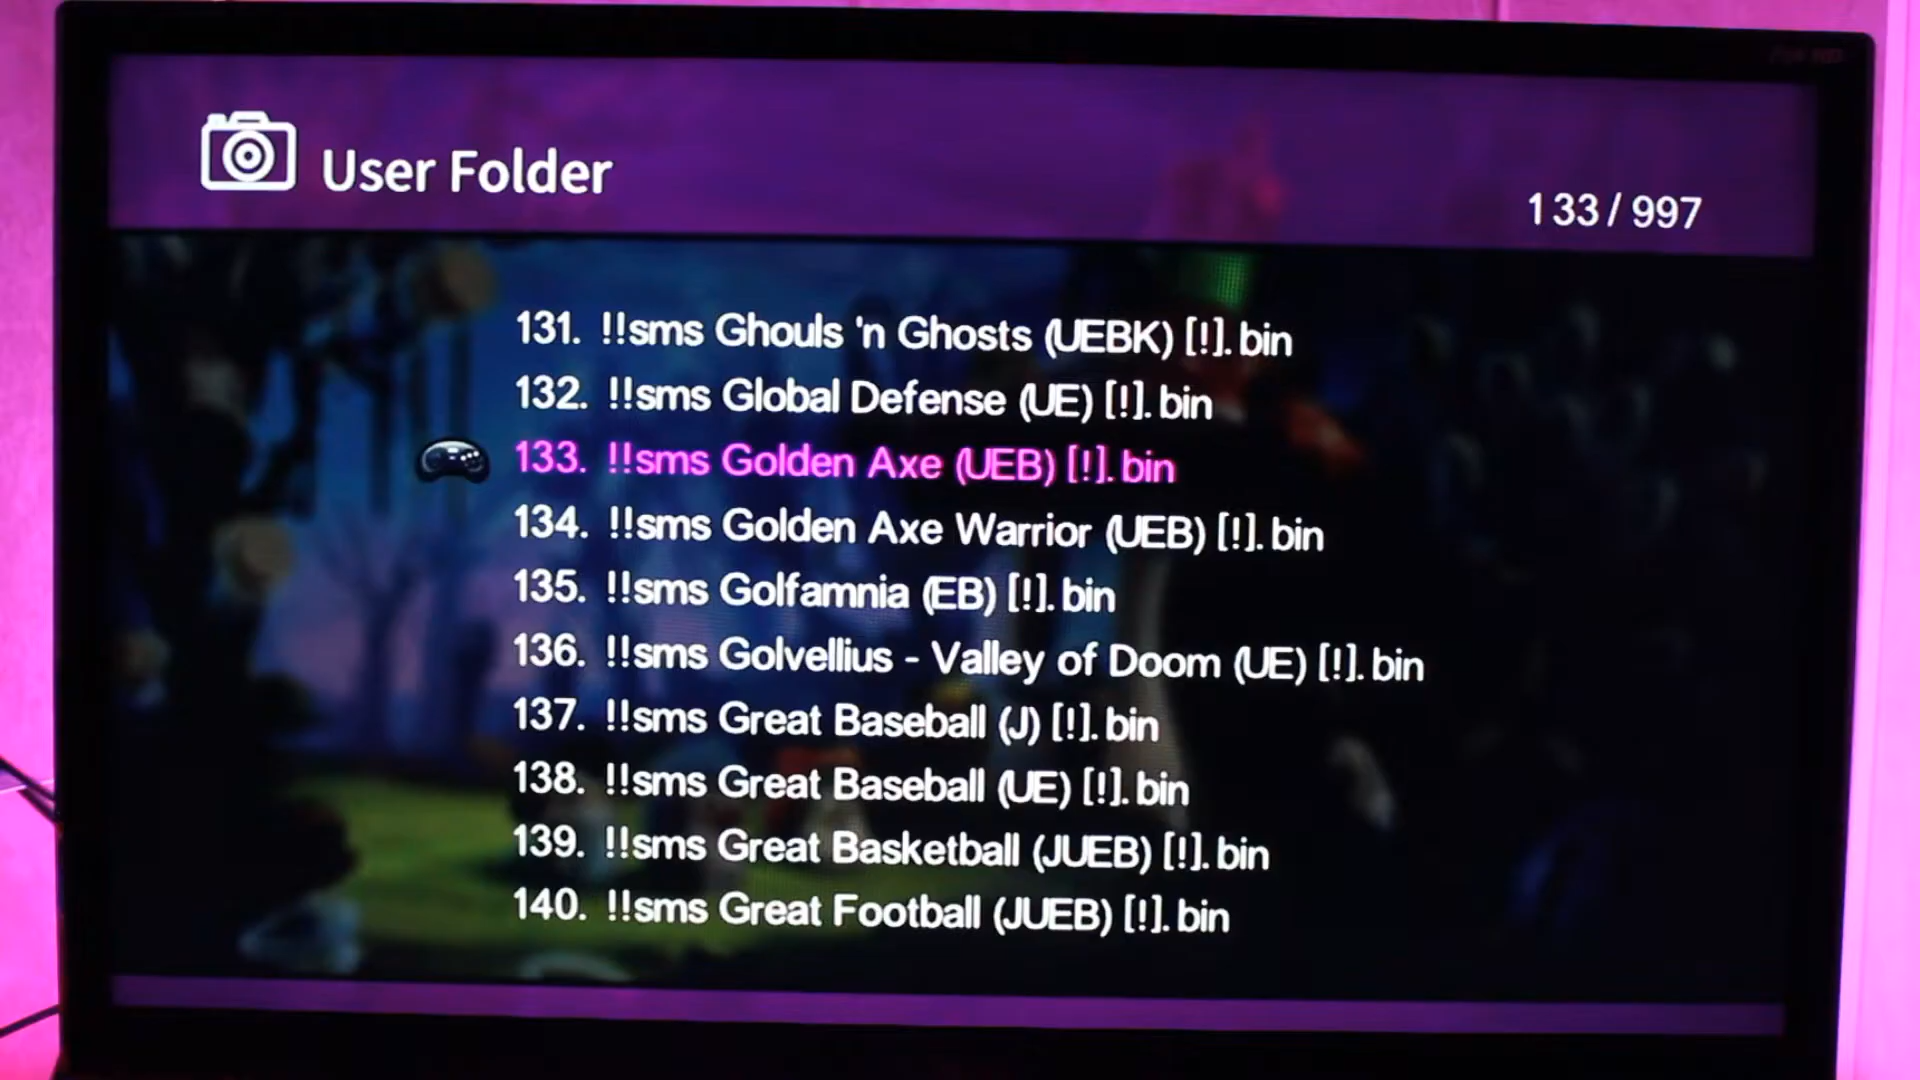 User Folder
133/997
131. !!sms Ghouls 'n Ghosts (UEBK) [!].bin
132. !!sms Global Defense (UE) [!].bin
133. !!sms Golden Axe (UEB) [!].bin
134. !!sms Golden Axe Warrior (UEB) [!].bin
135. !!sms Golfamnia (EB) [!].bin
136. !!sms Golvellius - Valley of Doom (UE) [!].bin
137. !!sms Great Baseball (J) [!].bin
138. !!sms Great Baseball (UE) [!].bin
139. !!sms Great Basketball (JUEB) [!].bin
140. !!sms Great Football (JUEB) [!].bin